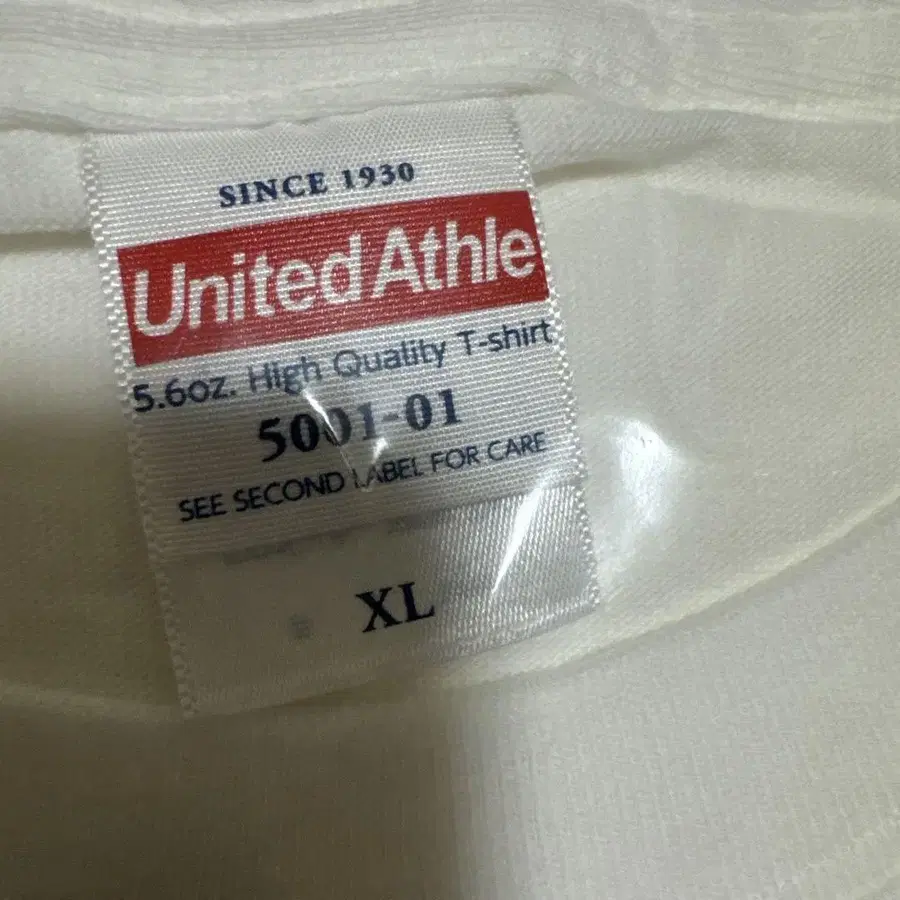 SINCE 1930
United Athle
5.6oz. High Quality T-shirt
5001-01
SEE SECOND LABEL FOR CARE
XL